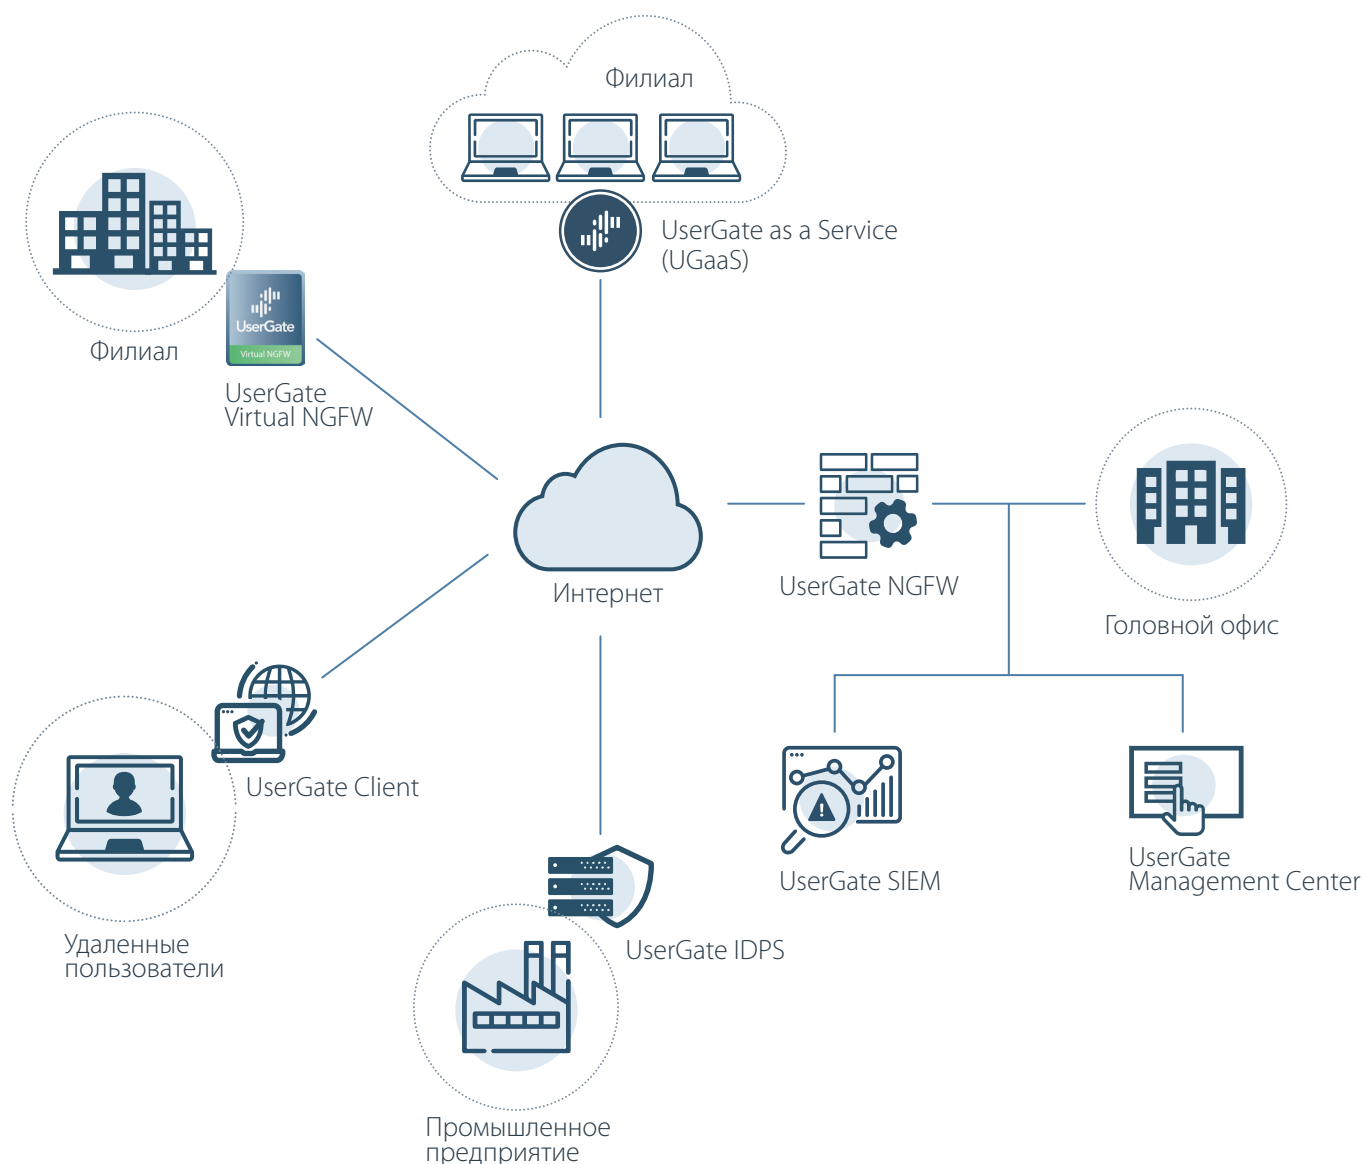 Филиал
UserGate as a Service
(UGaaS)
UserGate
Virtual NGFW
Филиал
UserGate
Virtual NGFW
Интернет
UserGate NGFW
Головной офис
UserGate Client
UserGate SIEM
UserGate
Management Center
Удаленные
пользователи
UserGate IDPS
Промышленное
предприятие